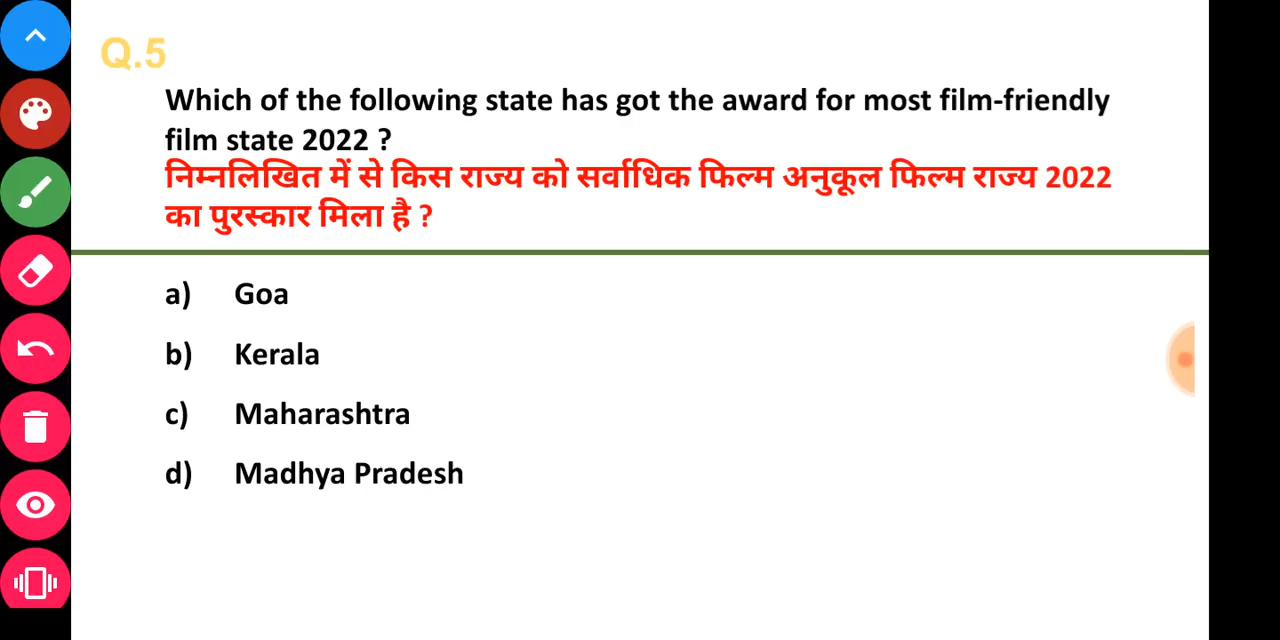 Q.5
Which of the following state has got the award for most film-friendly
film state 2022 ?
निम्नलिखित में से किस राज्य को सर्वाधिक फिल्म अनुकूल फिल्म राज्य 2022
का पुरस्कार मिला है ?
a) Goa
b) Kerala
c) Maharashtra
d) Madhya Pradesh